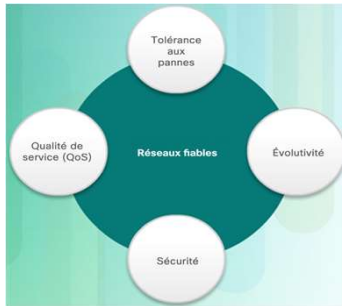 Tolérance
aux
pannes
Qualité de
service (QoS)
Réseaux fiables
Évolutivité
Sécurité